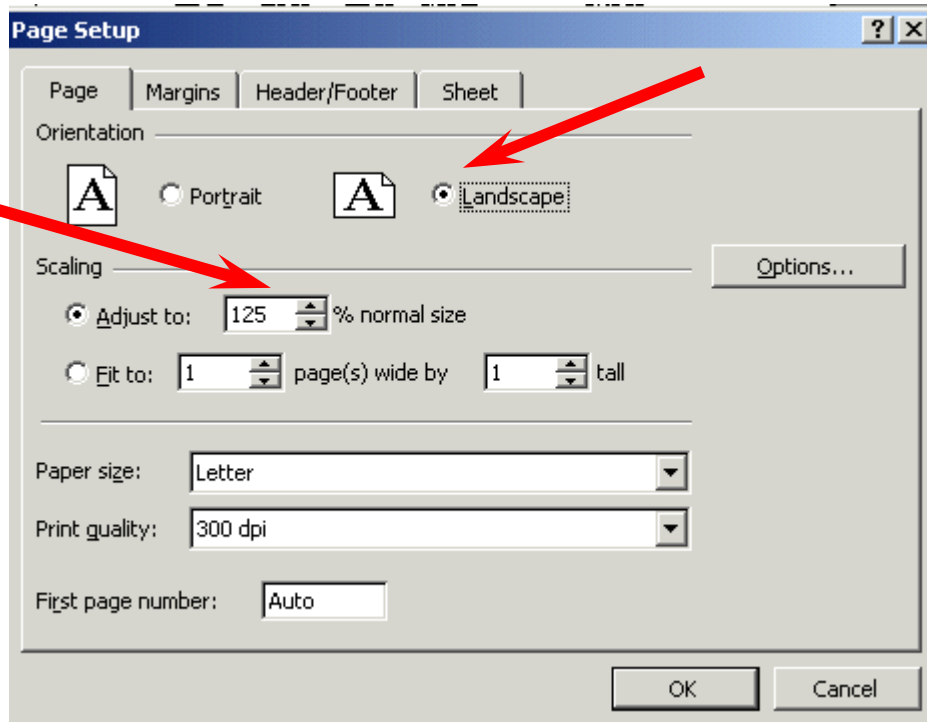 Page Setup
Page Margins Header/Footer Sheet
Orientation
A Portrait A Landscape
Scaling Options...
Adjust to: 125 % normal size
Fit to: 1 page(s) wide by 1 tall
Paper size: Letter
Print quality: 300 dpi
First page number: Auto
OK Cancel